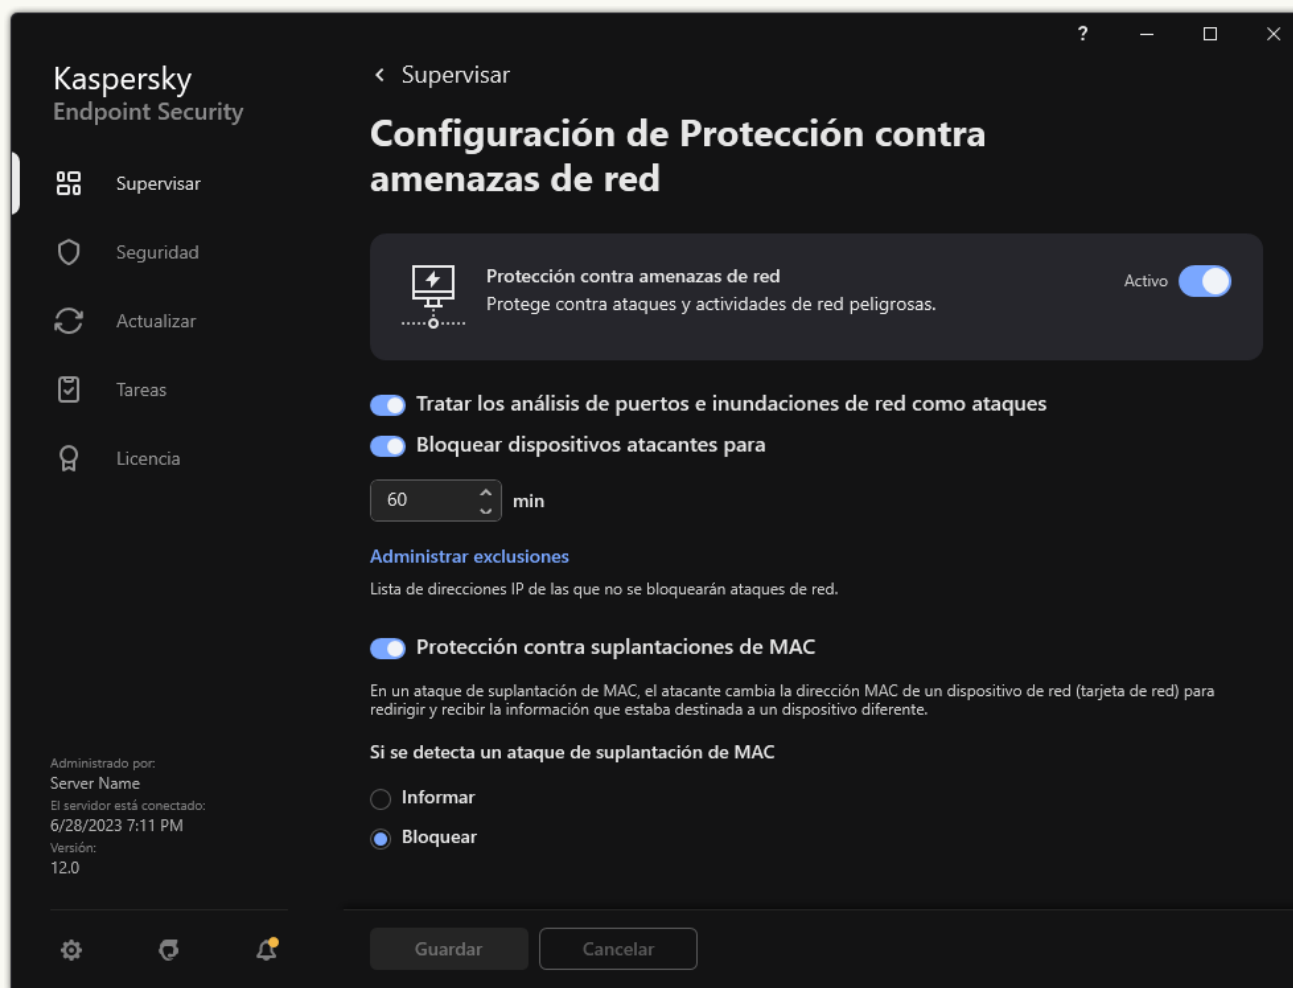 ?
Kaspersky
Endpoint Security
Supervisar
Seguridad
Actualizar
Tareas
Licencia
Administrado por:
Server Name
El servidor está conectado:
6/28/2023 7:11 PM
Versión:
12.0
Supervisar
Configuración de Protección contra
amenazas de red
Protección contra amenazas de red
Protege contra ataques y actividades de red peligrosas.
Activo
Tratar los análisis de puertos e inundaciones de red como ataques
Bloquear dispositivos atacantes para
60 min
Administrar exclusiones
Lista de direcciones IP de las que no se bloquearán ataques de red.
Protección contra suplantaciones de MAC
En un ataque de suplantación de MAC, el atacante cambia la dirección MAC de un dispositivo de red (tarjeta de red) para
redirigir y recibir la información que estaba destinada a un dispositivo diferente.
Si se detecta un ataque de suplantación de MAC
Informar
Bloquear
Guardar
Cancelar